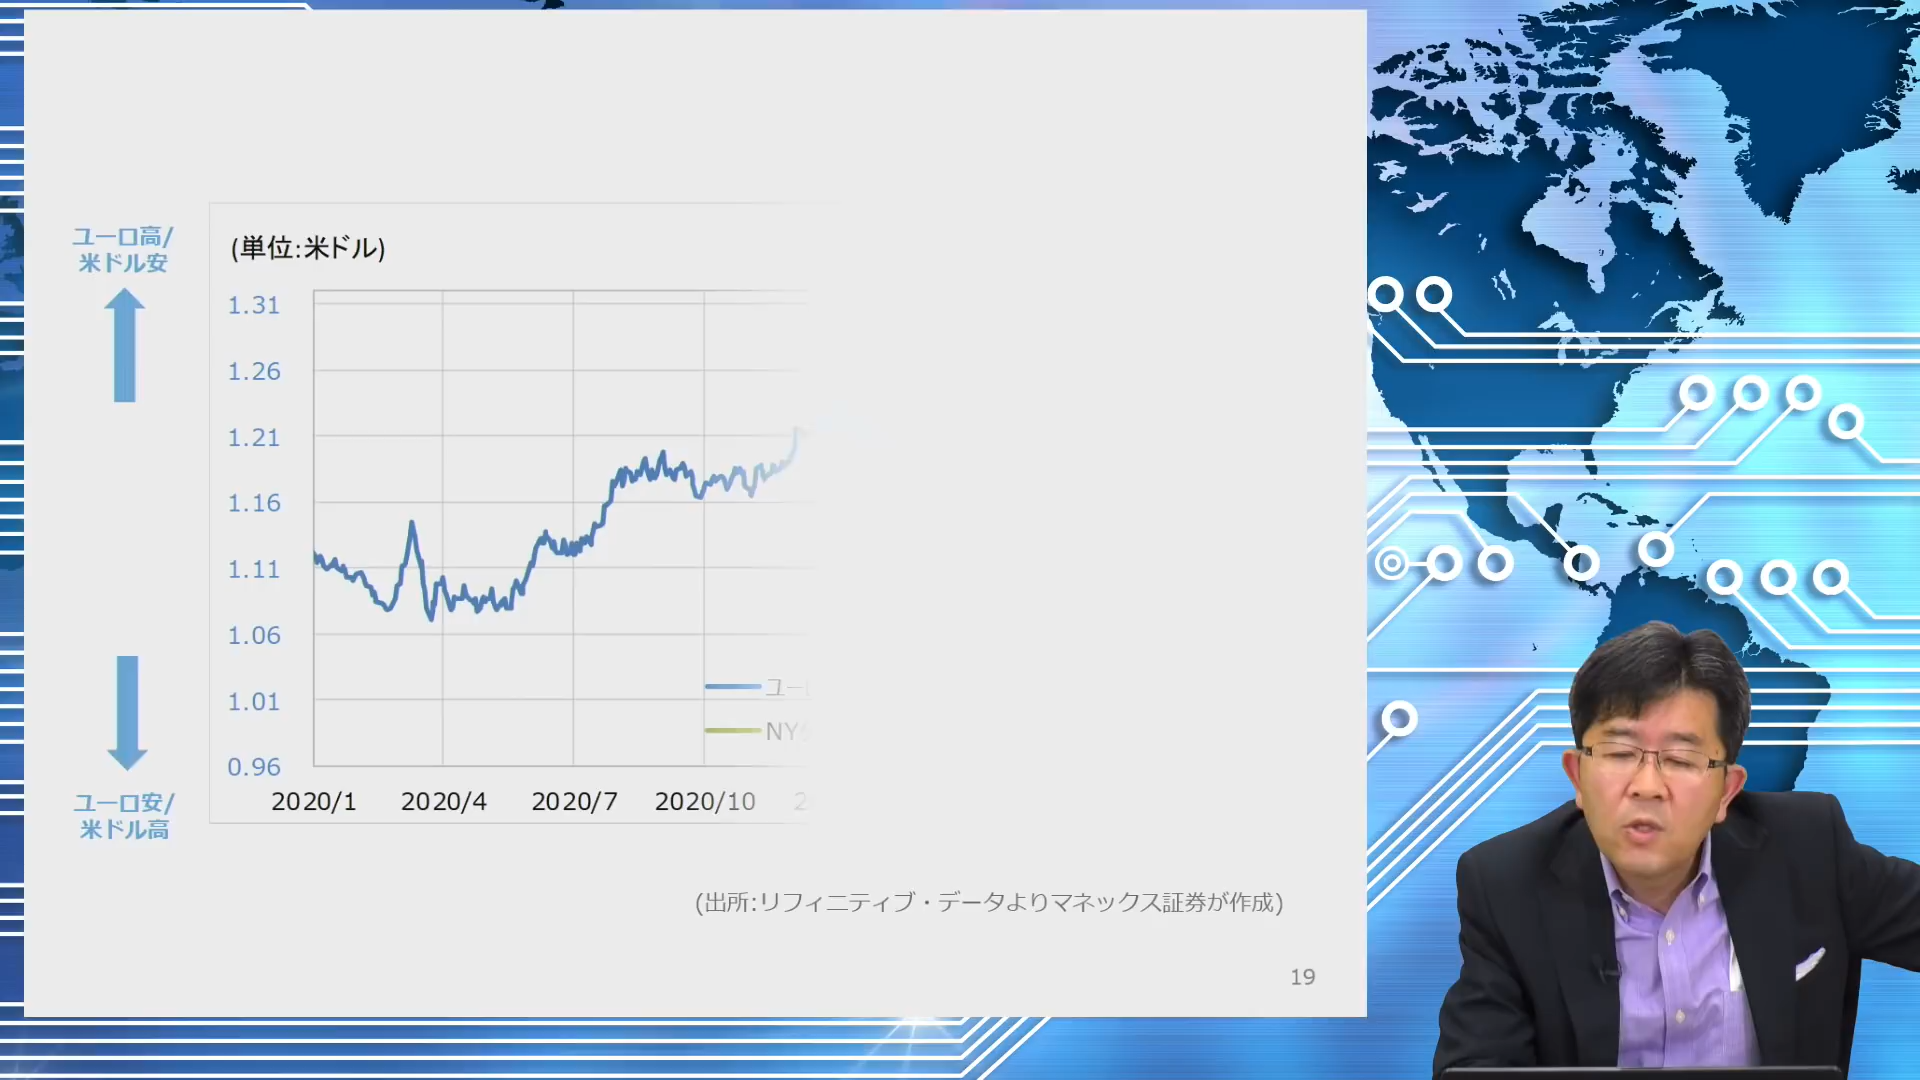 ユーロ高/
米ドル安
(単位:米ドル)
1.31
1.26
1.21
1.16
1.11
1.06
1.01
0.96
2020/1 2020/4 2020/7 2020/10
ユーロ安/
米ドル高
(出所:リフィニティブ・データよりマネックス証券が作成)
19